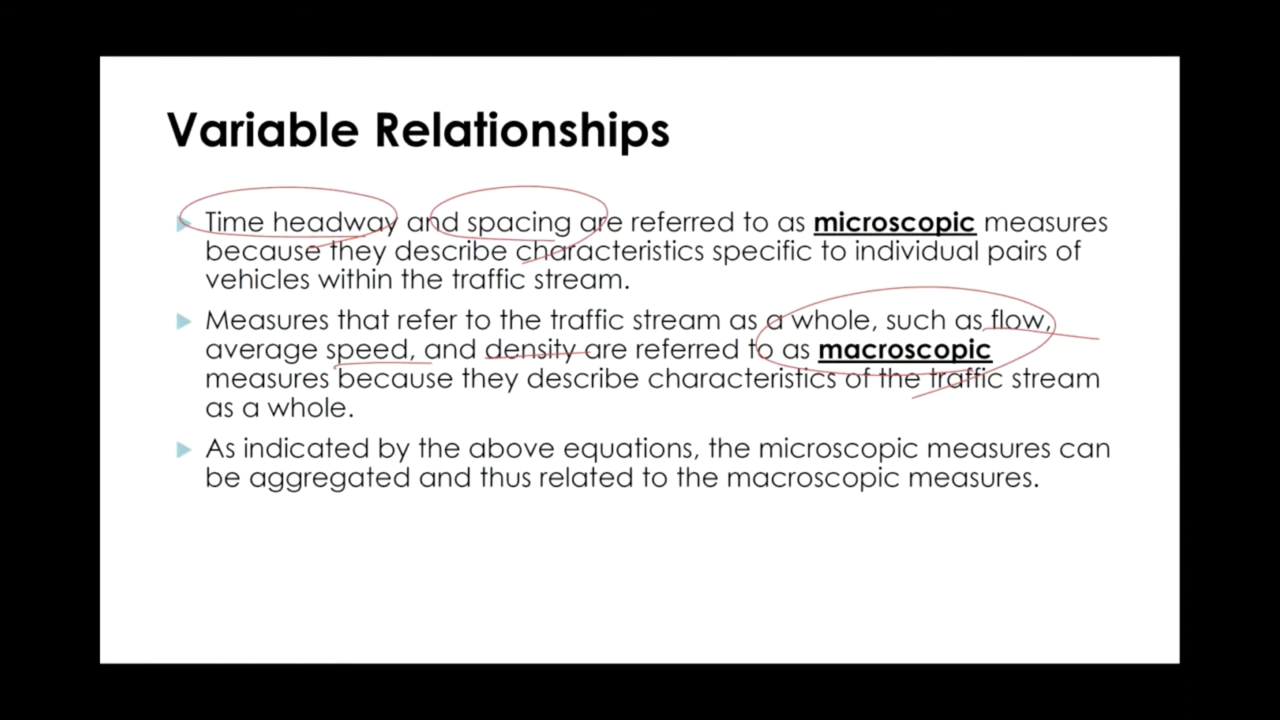 Variable Relationships
Time headway and spacing are referred to as microscopic measures
because they describe characteristics specific to individual pairs of
vehicles within the traffic stream.
Measures that refer to the traffic stream as a whole, such as flow,
average speed, and density are referred to as macroscopic
measures because they describe characteristics of the traffic stream
as a whole.
As indicated by the above equations, the microscopic measures can
be aggregated and thus related to the macroscopic measures.